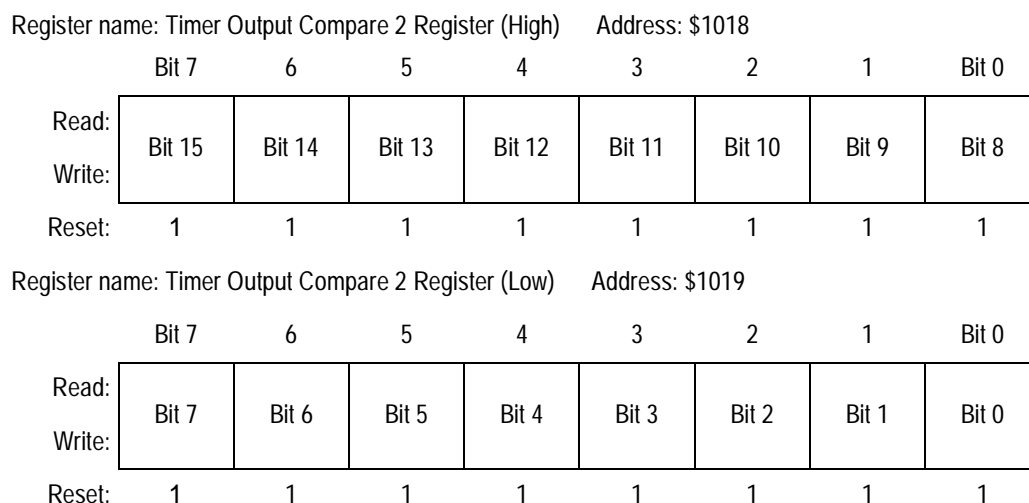 Register name: Timer Output Compare 2 Register (High) Address: $1018
Bit 7 6 5 4 3 2 1 Bit 0
Read:
Bit 15 Bit 14 Bit 13 Bit 12 Bit 11 Bit 10 Bit 9 Bit 8
Write:
Reset: 1 1 1 1 1 1 1 1
Register name: Timer Output Compare 2 Register (Low) Address: $1019
Bit 7 6 5 4 3 2 1 Bit 0
Read:
Bit 7 Bit 6 Bit 5 Bit 4 Bit 3 Bit 2 Bit 1 Bit 0
Write:
Reset: 1 1 1 1 1 1 1 1